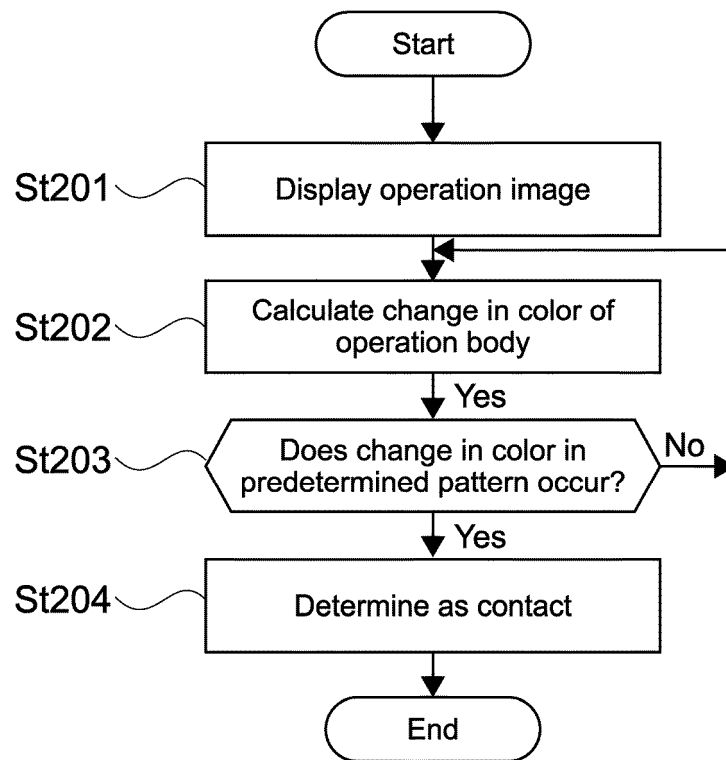 Start
St201
Display operation image
St202
Calculate change in color of
operation body
Yes
St203
Does change in color in
predetermined pattern occur?
No
Yes
St204
Determine as contact
End